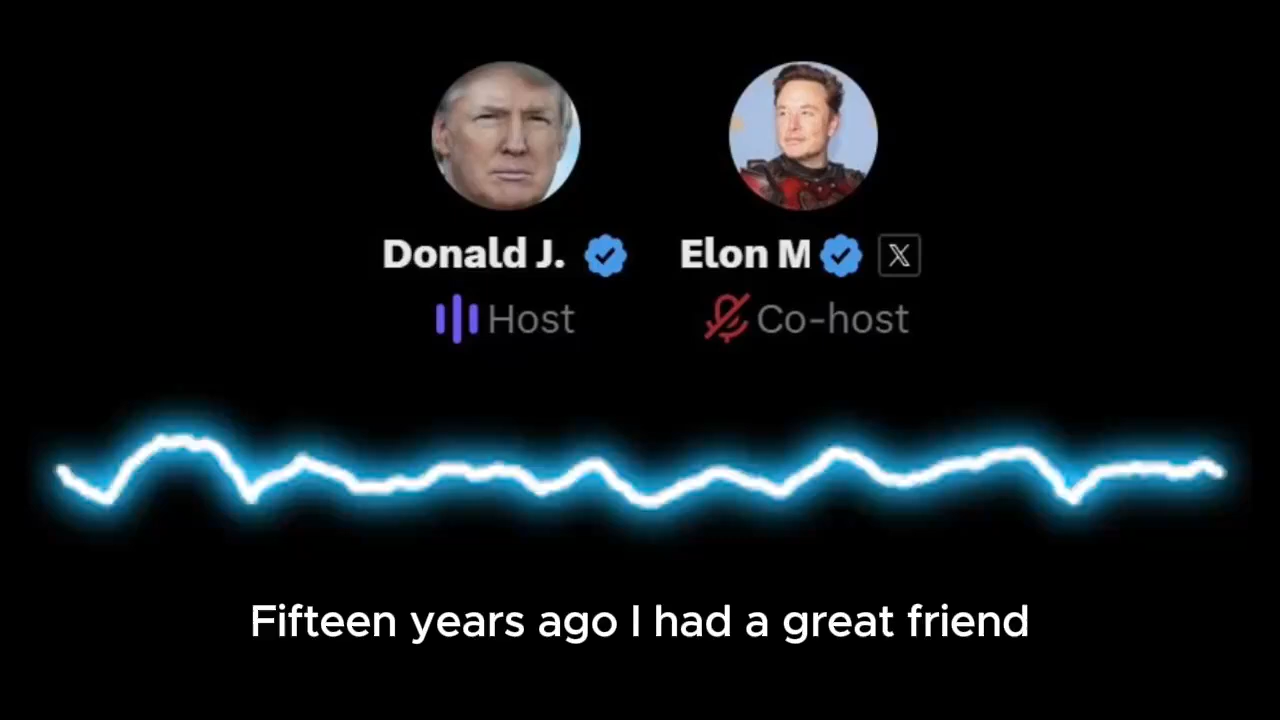 Donald J. Elon M X
Host Co-host
Fifteen years ago I had a great friend